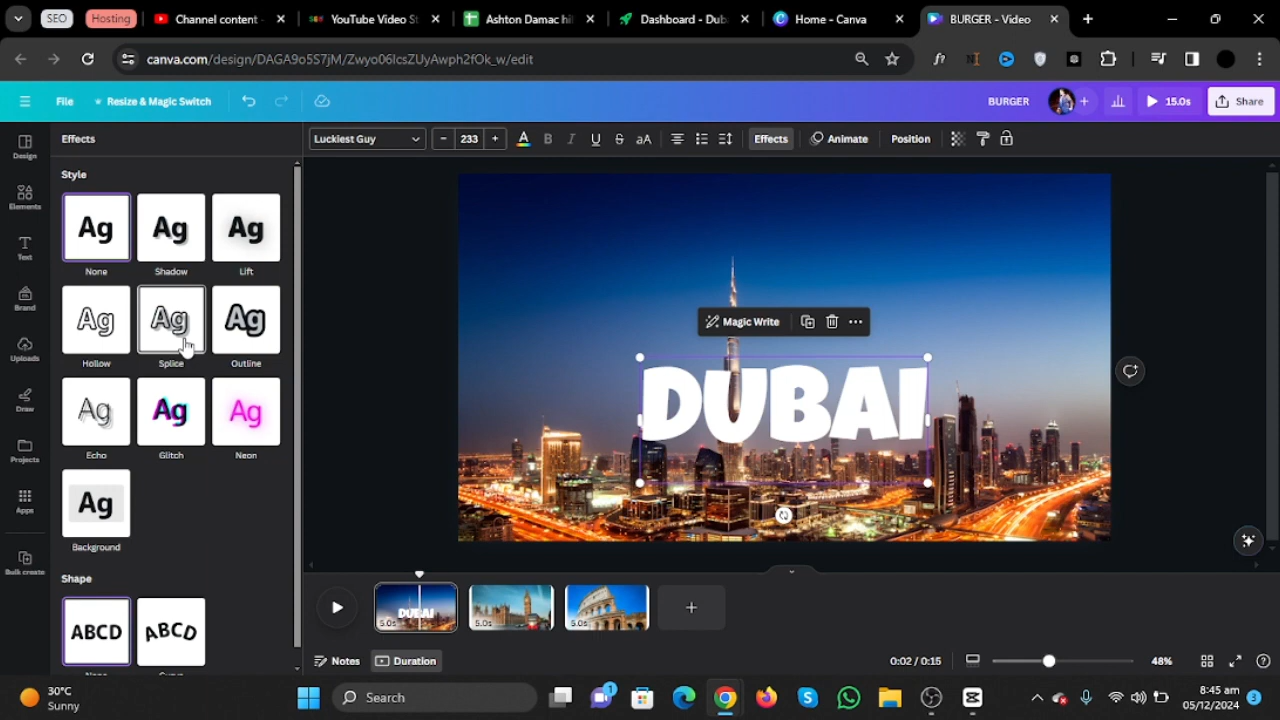 SEO
Hosting
Channel content
YouTube Video St
Ashton Damac hi
Dashboard - Dub
Home - Canva
BURGER - Video
canva.com/design/DAGA9o5S7jM/Zwyo06IcsZUyAwph2fOk_w/edit
File
Resize & Magic Switch
BURGER
15.0s
Share
Design
Elements
Text
Brand
Uploads
Draw
Projects
Apps
Bulk create
Effects
Style
Ag Ag Ag
None Shadow Lift
Ag Ag Ag
Hollow Splice Outline
Ag Ag Ag
Echo Glitch Neon
Ag
Background
Shape
ABCD ABCD
Luckiest Guy
233
A
B
I
U
S
aA
Effects
Animate
Position
Magic Write
DUBAI
DUBAI
5.0s
5.0s
5.0s
Notes
Duration
0:02 / 0:15
48%
30°C
Sunny
Search
1
8:45 am
05/12/2024
3